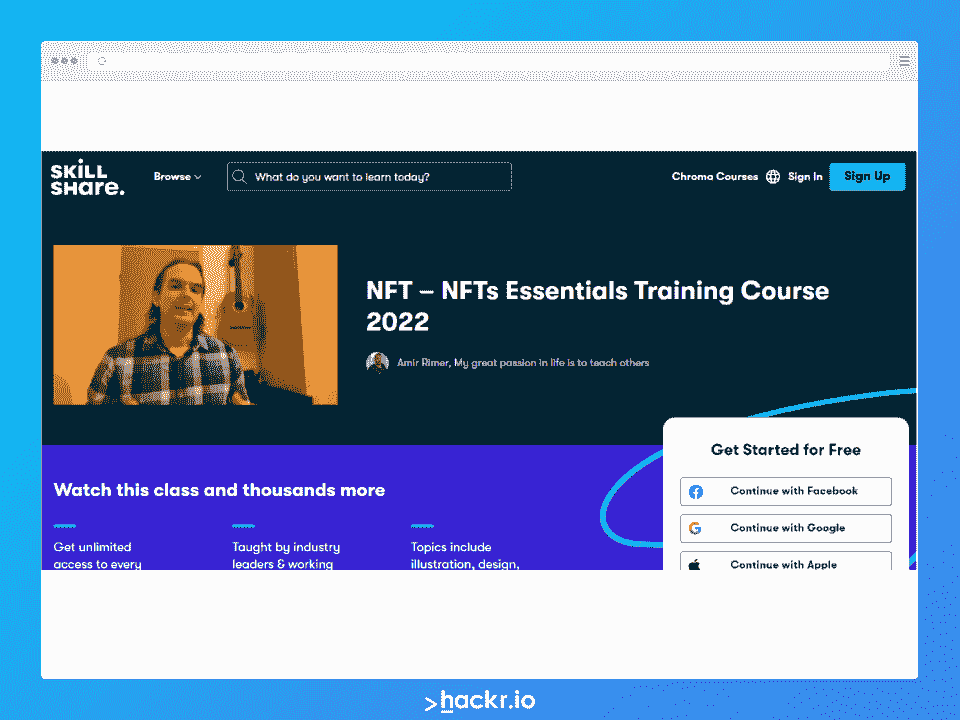 SKiLL
SHare.
Browse
What do you want to learn today?
Chroma Courses
Sign In
Sign Up
NFT – NFTs Essentials Training Course
2022
Amir Rimer, My great passion in life is to teach others
Get Started for Free
Continue with Facebook
Continue with Google
Continue with Apple
Watch this class and thousands more
Get unlimited
access to every
Taught by industry
leaders & working
Topics include
illustration, design,
>hackr.io